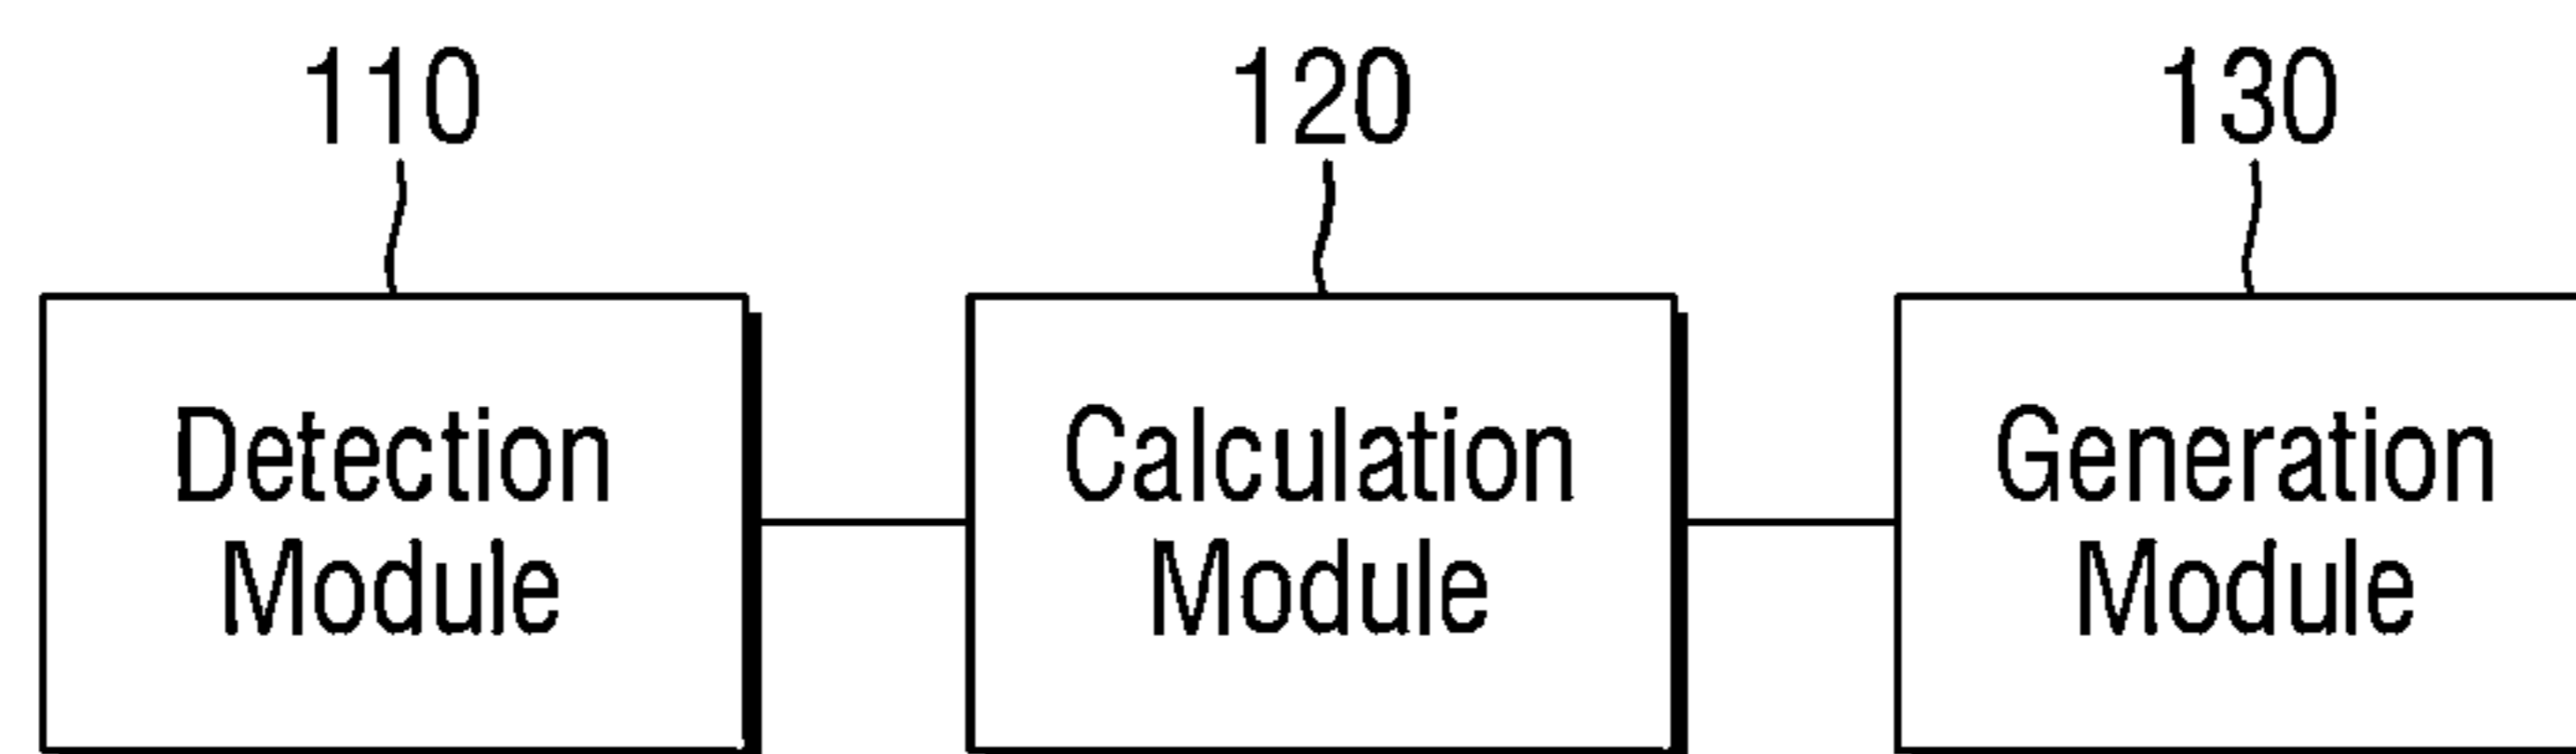 110
120
130
Detection
Module
Calculation
Module
Generation
Module